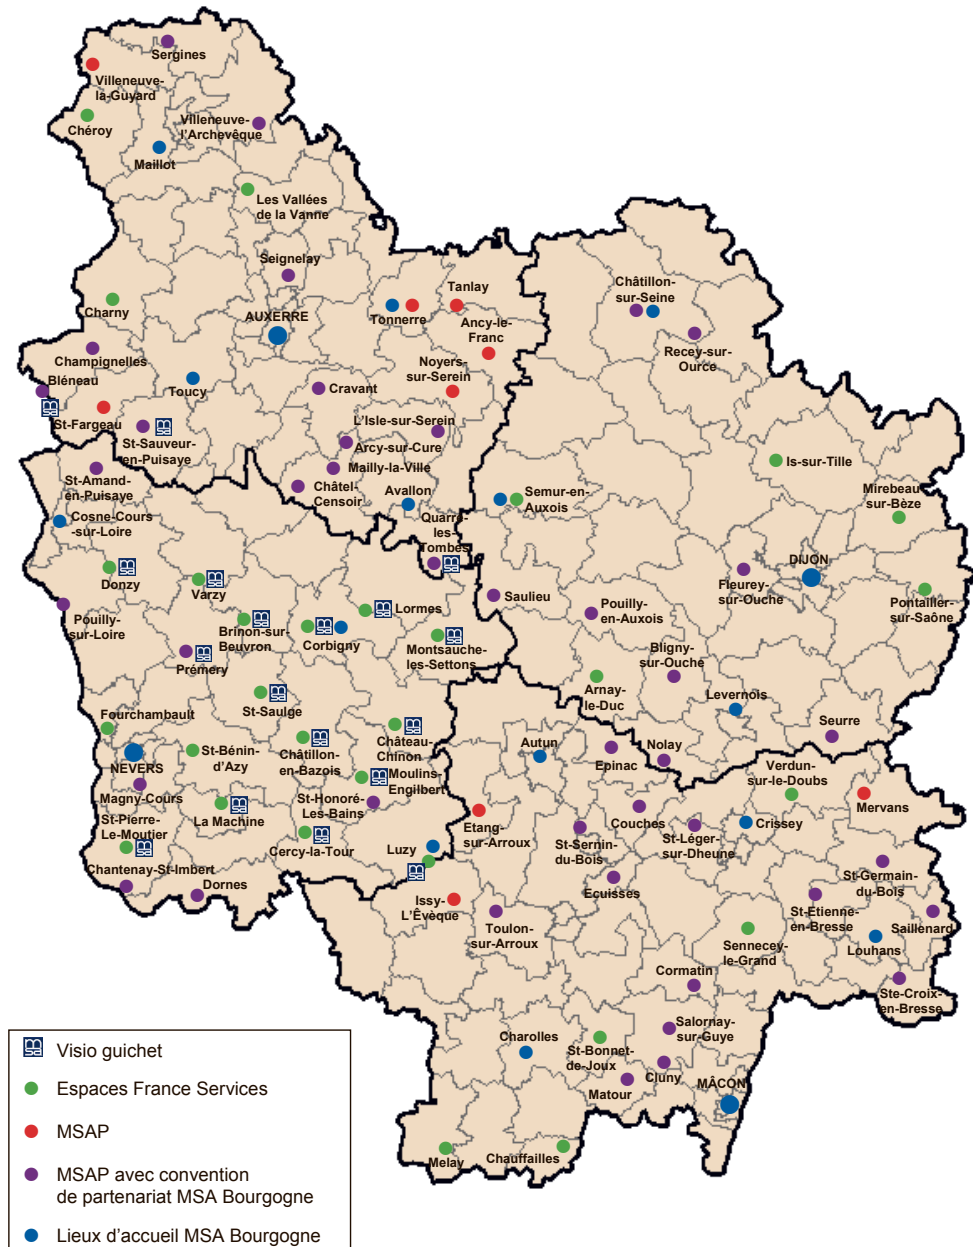 Sergines
Villeneuve-
la-Guyard
Chéroy
Villeneuve-
l'Archevêque
Maillot
Les Vallées
de la Vanne
Seignelay
Charny
AUXERRE
Tonnerre
Tanlay
Ancy-le-
Franc
Châtillon-
sur-Seine
Recey-sur-
Ource
Champignelles
Bléneau
Toucy
Cravant
Noyers-
sur-Serein
St-Fargeau
St-Sauveur-
en-Puisaye
L'Isle-sur-Serein
Arcy-sur-Cure
Mailly-la-Ville
Châtel-
Censoir
Avallon
Quarré-
les-
Tombes
Semur-en-
Auxois
Is-sur-Tille
Mirebeau-
sur-Bèze
St-Amand-
en-Puisaye
Cosne-Cours
-sur-Loire
Donzy
Varzy
Pouilly-
sur-Loire
Brinon-sur-
Beuvron
Corbigny
Lormes
Montsauche-
les-Settons
Prémery
Saulieu
Pouilly-
en-Auxois
Fleurey-
sur-Ouche
DIJON
Pontailler-
sur-Saône
Bligny-
sur-Ouche
Arnay-
le-Duc
Levernois
Seurre
St-Saulge
Fourchambault
NEVERS
St-Bénin-
d'Azy
Châtillon-
en-Bazois
Château-
Chinon
Moulins-
Engilbert
Magny-Cours
St-Honoré-
Les-Bains
La Machine
St-Pierre-
Le-Moutier
Cercy-la-Tour
Luzy
Chantenay-St-Imbert
Dornes
Autun
Epinac
Nolay
Verdun-
sur-le-Doubs
Mervans
Etang-
sur-Arroux
Couches
St-Sernin-
du-Bois
St-Léger-
sur-Dheune
Crissey
Ecuisses
St-Germain-
du-Bois
Issy-
L'Évèque
Toulon-
sur-Arroux
St-Etienne-
en-Bresse
Saillenard
Sennecey-
le-Grand
Louhans
Ste-Croix-
en-Bresse
Cormatin
Salornay-
sur-Guye
Charolles
St-Bonnet-
de-Joux
Cluny
Matour
MÂCON
Melay
Chauffailles
Visio guichet
Espaces France Services
MSAP
MSAP avec convention
de partenariat MSA Bourgogne
Lieux d'accueil MSA Bourgogne